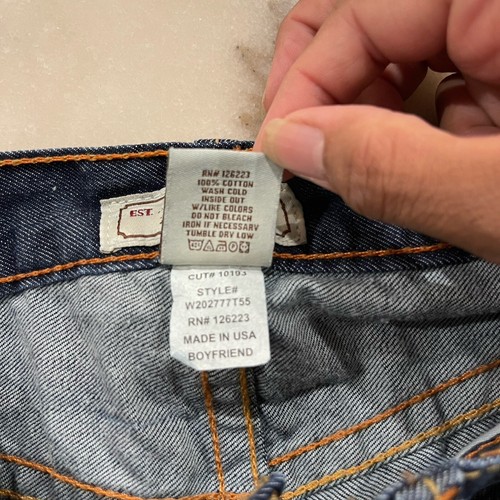 RN# 126223
100% COTTON
WASH COLD
INSIDE OUT
W/LIKE COLORS
DO NOT BLEACH
IRON IF NECESSARY
TUMBLE DRY LOW
EST.
CUT# 10193
STYLE#
W202777T55
RN# 126223
MADE IN USA
BOYFRIEND